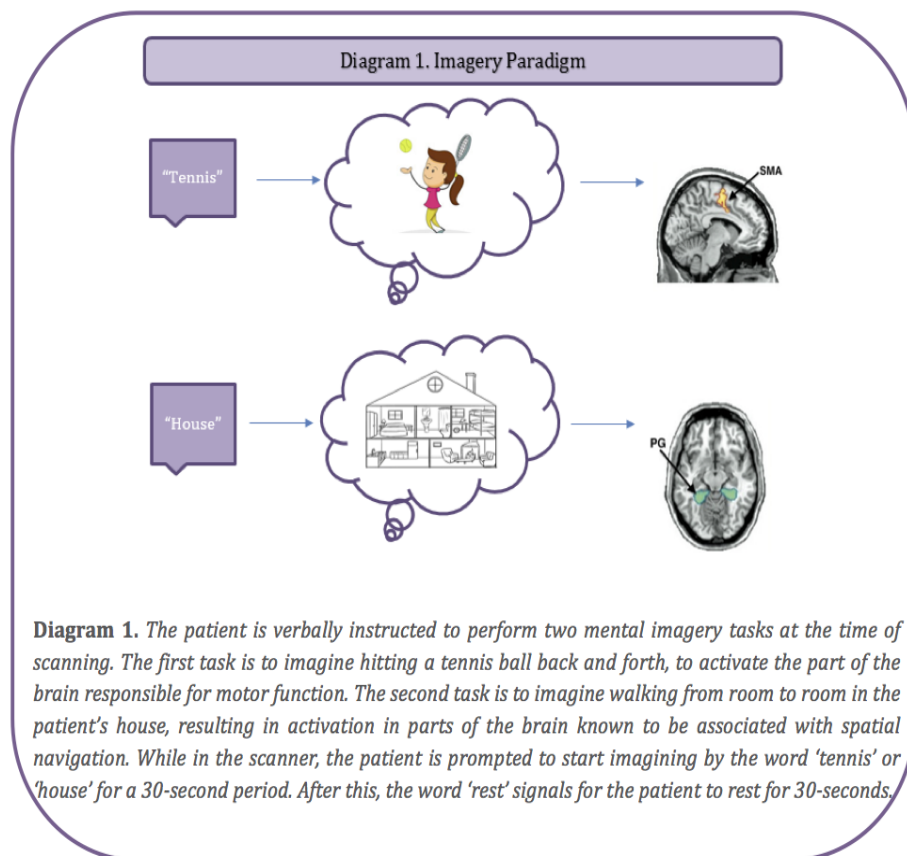 Diagram 1. Imagery Paradigm
“Tennis”
SMA
“House”
PG
Diagram 1. The patient is verbally instructed to perform two mental imagery tasks at the time of
scanning. The first task is to imagine hitting a tennis ball back and forth, to activate the part of the
brain responsible for motor function. The second task is to imagine walking from room to room in the
patient’s house, resulting in activation in parts of the brain known to be associated with spatial
navigation. While in the scanner, the patient is prompted to start imagining by the word ‘tennis’ or
‘house’ for a 30-second period. After this, the word ‘rest’ signals for the patient to rest for 30-seconds.